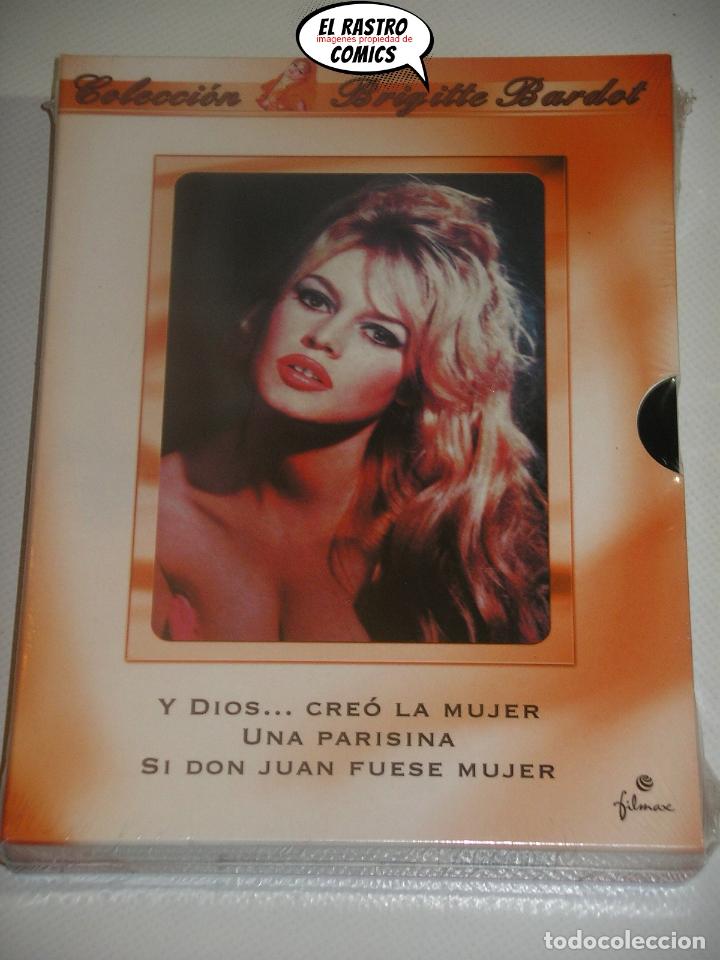 EL RASTRO
imagenes propiedad de
COMICS
Colección Brigitte Bardot
Y DIOS... CREÓ LA MUJER
UNA PARISINA
SI DON JUAN FUESE MUJER
filmax
todocoleccion